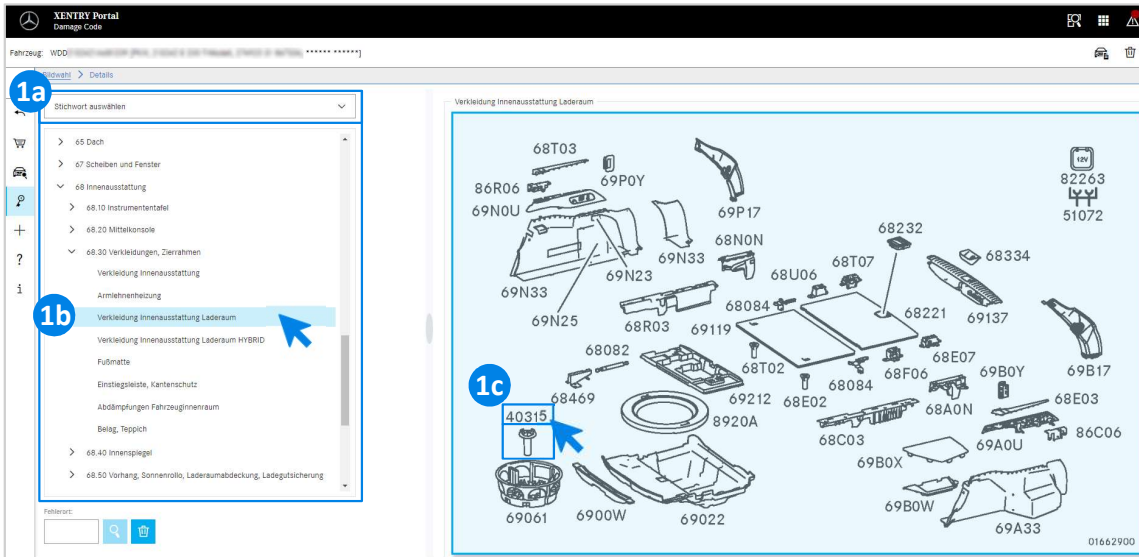 XENTRY Portal
Damage Code
Fahrzeug: WDD ****** ******]
Bildwahl > Details
1a
Stichwort auswählen
65 Dach
67 Scheiben und Fenster
68 Innenausstattung
68.10 Instrumententafel
68.20 Mittelkonsole
68.30 Verkleidungen, Zierrahmen
Verkleidung Innenausstattung
Armlehnenheizung
1b
Verkleidung Innenausstattung Laderaum
Verkleidung Innenausstattung Laderaum HYBRID
Fußmatte
Einstiegsleiste, Kantenschutz
Abdämpfungen Fahrzeuginnenraum
Belag, Teppich
68.40 Innenspiegel
68.50 Vorhang, Sonnenrollo, Laderaumabdeckung, Ladegutsicherung
Fehlerort:
?
i
Verkleidung Innenausstattung Laderaum
68T03
69P0Y
86R06
69N0U
69P17
12V
82263
51072
69N23
69N33
68N0N
68232
68334
69N33
68U06
68T07
69N25
68R03
68084
69119
68221
69137
68082
68T02
68F06
68E07
69B0Y
69B17
1c
68469
69212
68E02
68084
68A0N
68E03
40315
8920A
68C03
69A0U
86C06
69B0X
69061
6900W
69022
69B0W
69A33
01662900